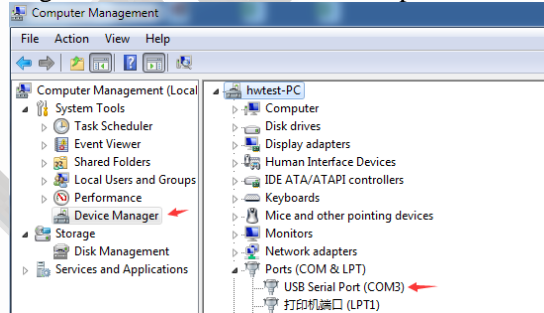 Computer Management
File Action View Help
Computer Management (Local
System Tools
Task Scheduler
Event Viewer
Shared Folders
Local Users and Groups
Performance
Device Manager
Storage
Disk Management
Services and Applications
hwtest-PC
Computer
Disk drives
Display adapters
Human Interface Devices
IDE ATA/ATAPI controllers
Keyboards
Mice and other pointing devices
Monitors
Network adapters
Ports (COM & LPT)
USB Serial Port (COM3)
打印机端口 (LPT1)